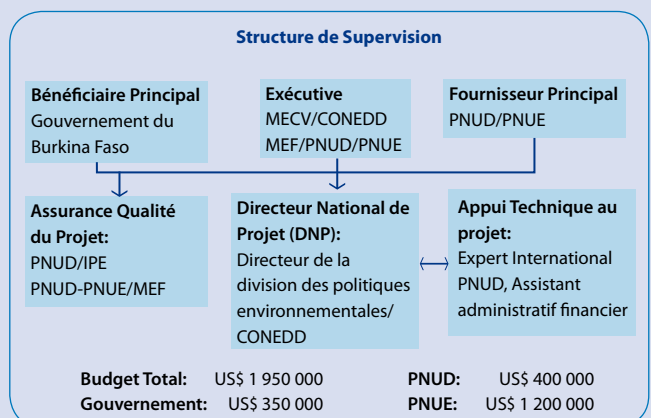 Structure de Supervision
Bénéficiaire Principal
Gouvernement du
Burkina Faso
Exécutive
MECV/CONEDD
MEF/PNUD/PNUE
Fournisseur Principal
PNUD/PNUE
Assurance Qualité
du Projet:
PNUD/IPE
PNUD-PNUE/MEF
Directeur National de
Projet (DNP):
Directeur de la
division des politiques
environnementales/
CONEDD
Appui Technique au
projet:
Expert International
PNUD, Assistant
administratif financier
Budget Total: US$ 1 950 000 PNUD: US$ 400 000
Gouvernement: US$ 350 000 PNUE: US$ 1 200 000